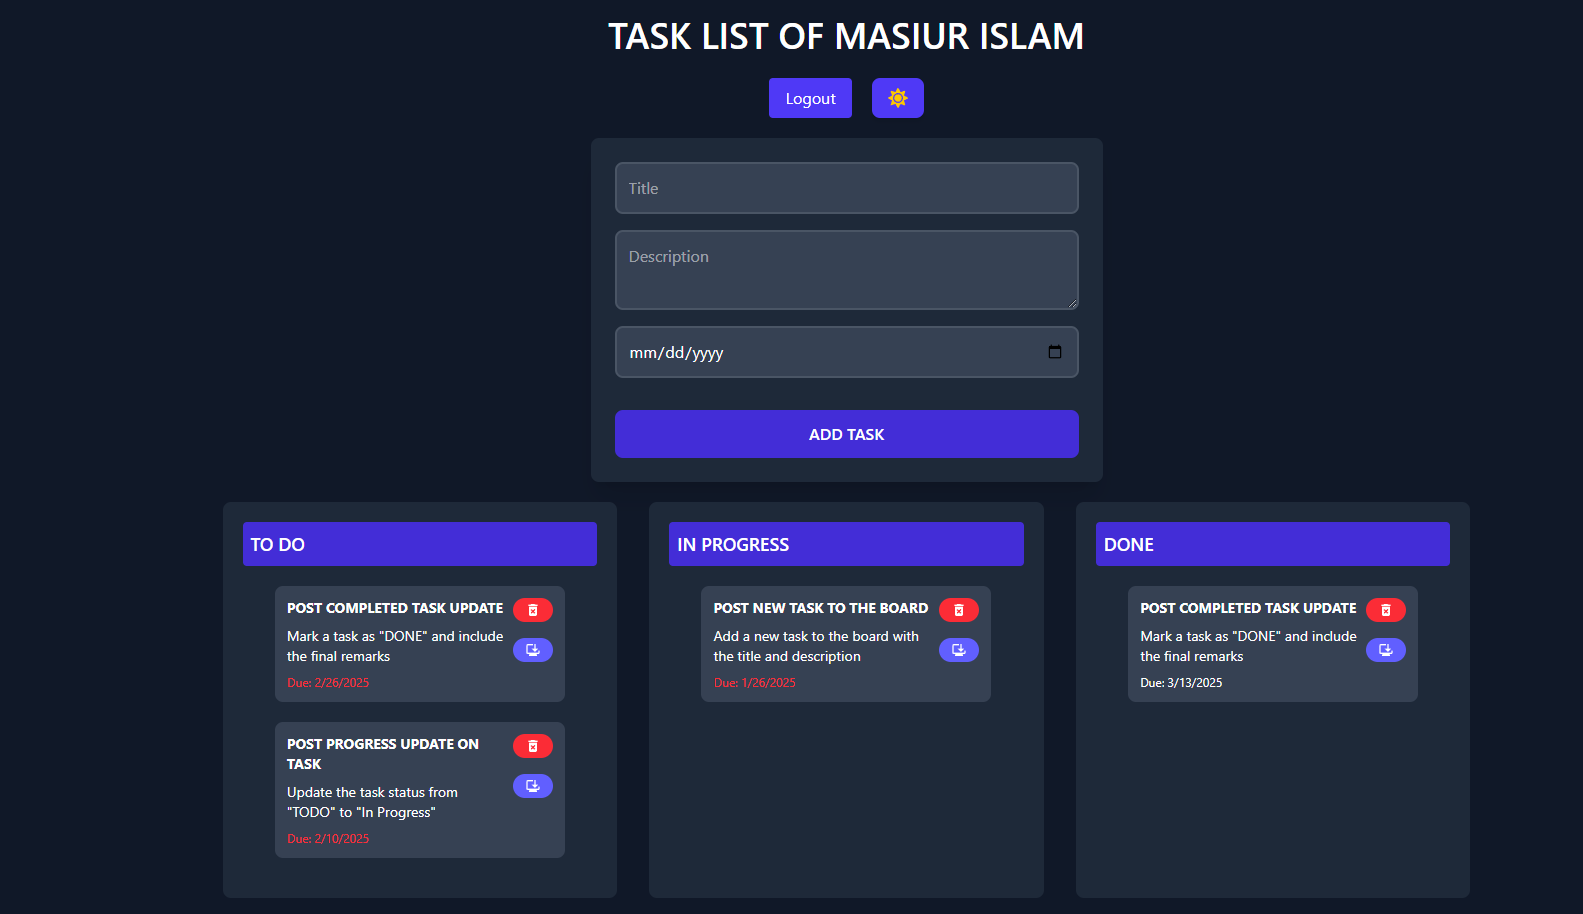 TASK LIST OF MASIUR ISLAM
Logout
Title
Description
mm/dd/yyyy
ADD TASK
TO DO
POST COMPLETED TASK UPDATE
Mark a task as "DONE" and include
the final remarks
Due: 2/26/2025
POST PROGRESS UPDATE ON
TASK
Update the task status from
"TODO" to "In Progress"
Due: 2/10/2025
IN PROGRESS
POST NEW TASK TO THE BOARD
Add a new task to the board with
the title and description
Due: 1/26/2025
DONE
POST COMPLETED TASK UPDATE
Mark a task as "DONE" and include
the final remarks
Due: 3/13/2025